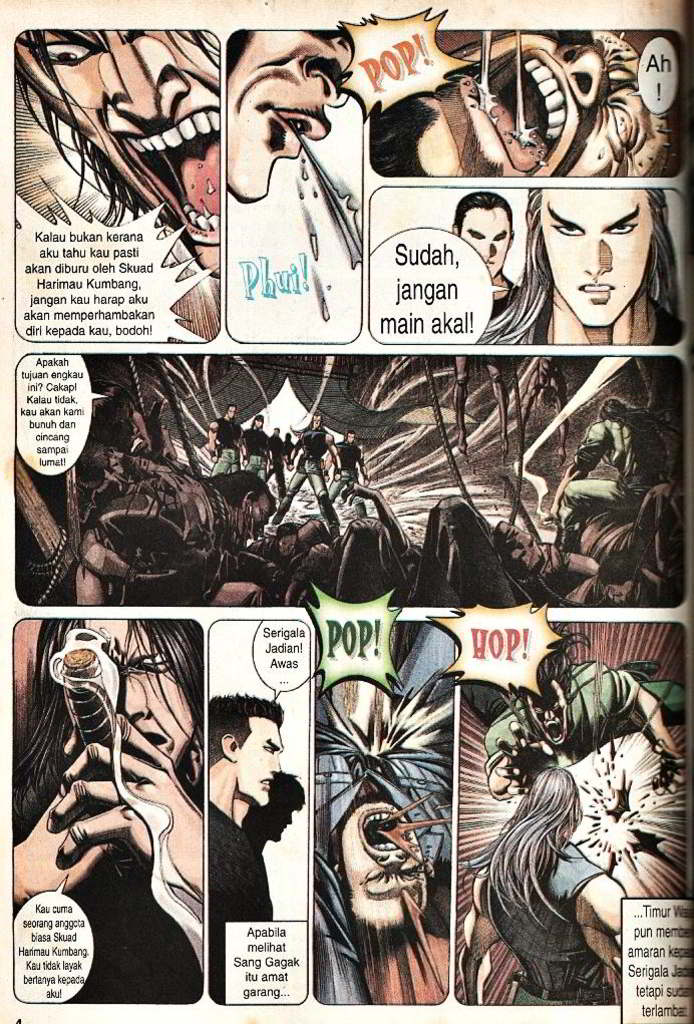 Kalau bukan kerana
aku tahu kau pasti
akan diburu oleh Skuad
Harimau Kumbang,
jangan kau harap aku
akan memperhambakan
diri kepada kau, bodoh!
Phui!
POP!
Ah
!
Sudah,
jangan
main akal!
Apakah
tujuan engkau
ini? Cakap!
Kalau tidak,
kau akan kami
bunuh dan
cincang
sampai
lumat!
Kau cuma
seorang anggota
biasa Skuad
Harimau Kumbang.
Kau tidak layak
bertanya kepada
aku!
Serigala
Jadian!
Awas
...
Apabila
melihat
Sang Gagak
itu amat
garang...
POP!
HOP!
...Timur
pun
amaran
Serigala
tetapi
4